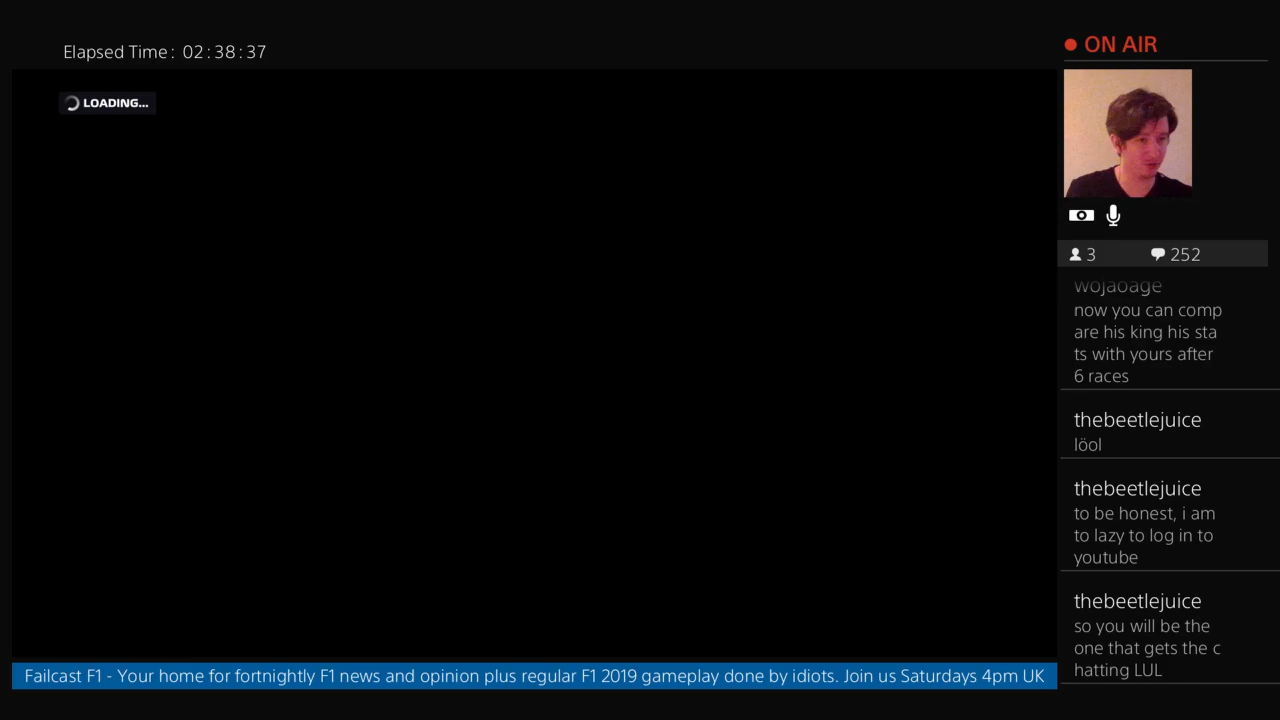 Elapsed Time: 02:38:37
ON AIR
LOADING...
3
252
wojaoage
now you can comp
are his king his sta
ts with yours after
6 races
thebeetlejuice
löol
thebeetlejuice
to be honest, i am
to lazy to log in to
youtube
thebeetlejuice
so you will be the
one that gets the c
hatting LUL
Failcast F1 - Your home for fortnightly F1 news and opinion plus regular F1 2019 gameplay done by idiots. Join us Saturdays 4pm UK